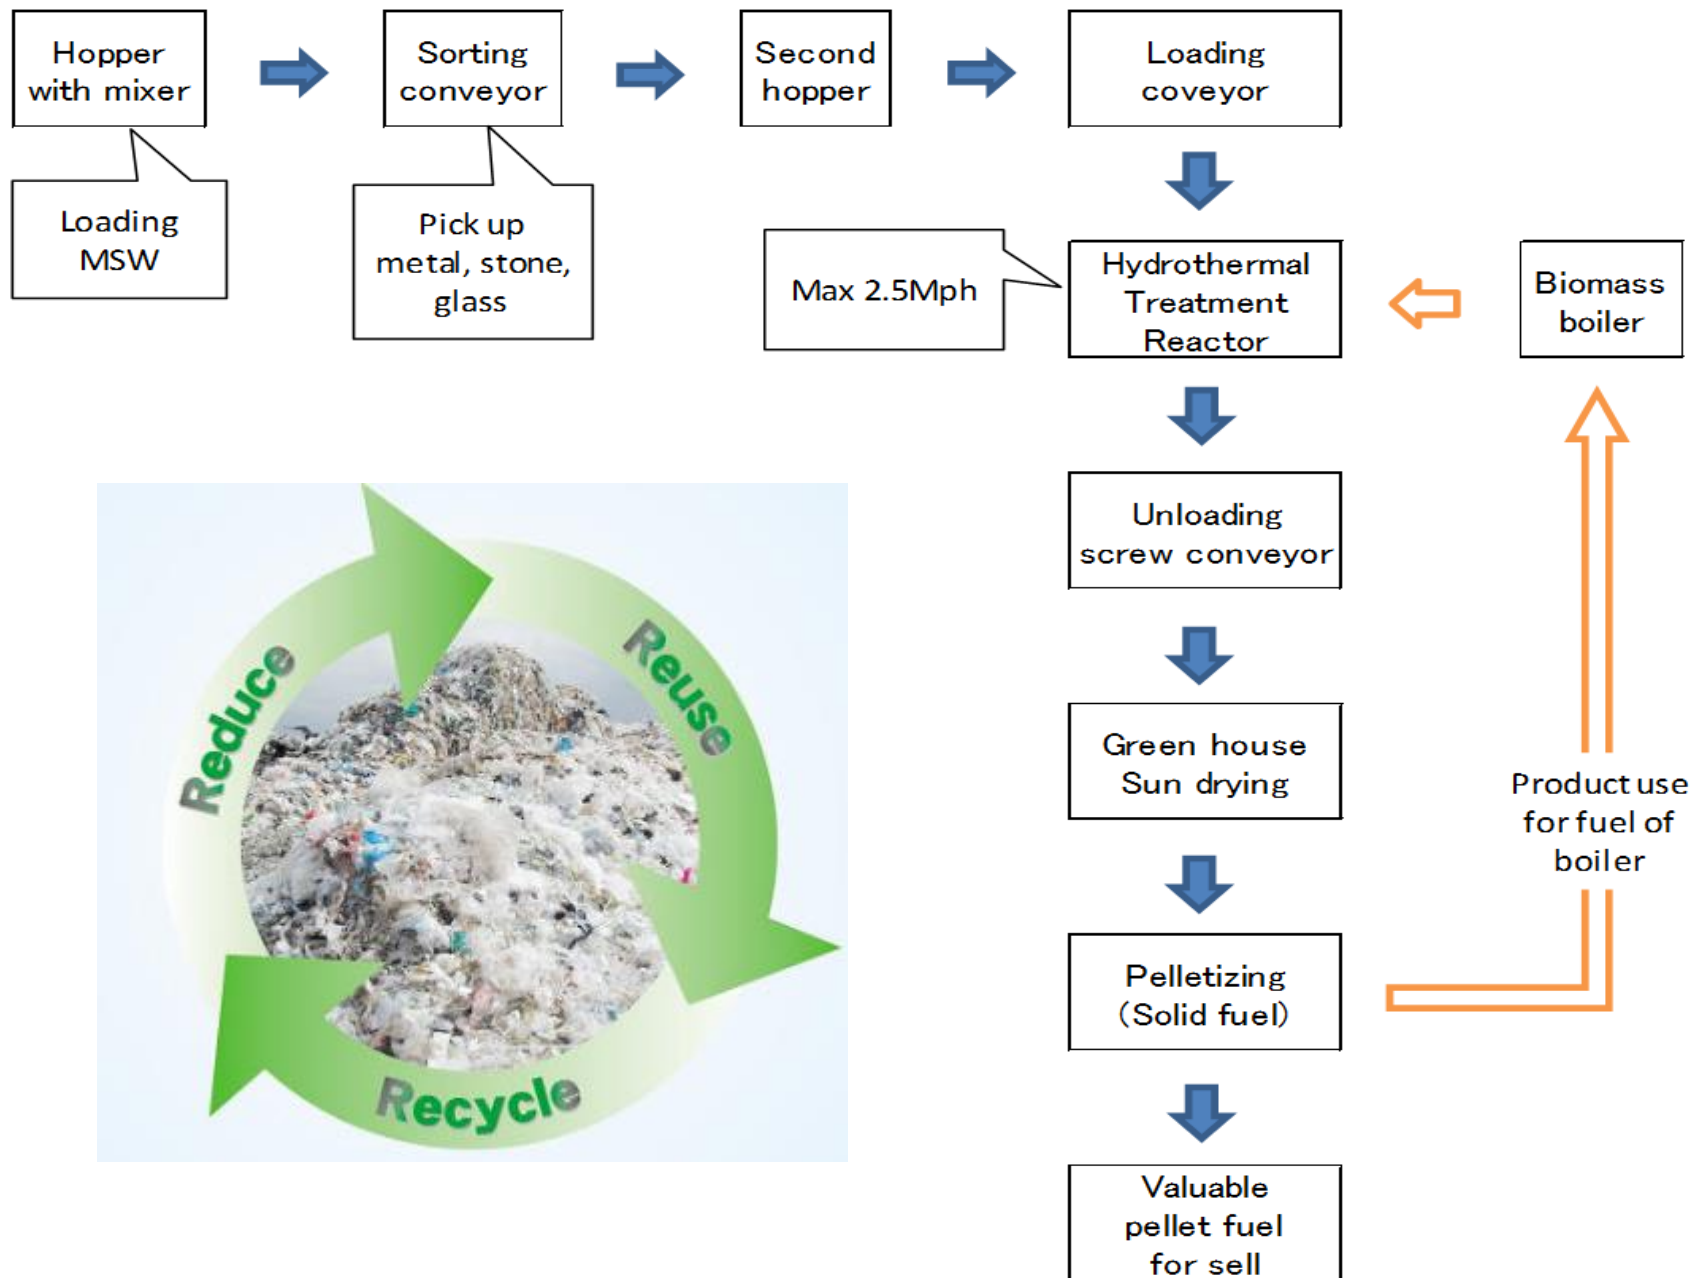 Hopper
with mixer
Sorting
conveyor
Second
hopper
Loading
coveyor
Loading
MSW
Pick up
metal, stone,
glass
Max 2.5Mph
Hydrothermal
Treatment
Reactor
Biomass
boiler
Unloading
screw conveyor
Green house
Sun drying
Product use
for fuel of
boiler
Pelletizing
(Solid fuel)
Valuable
pellet fuel
for sell
Reduce
Reuse
Recycle